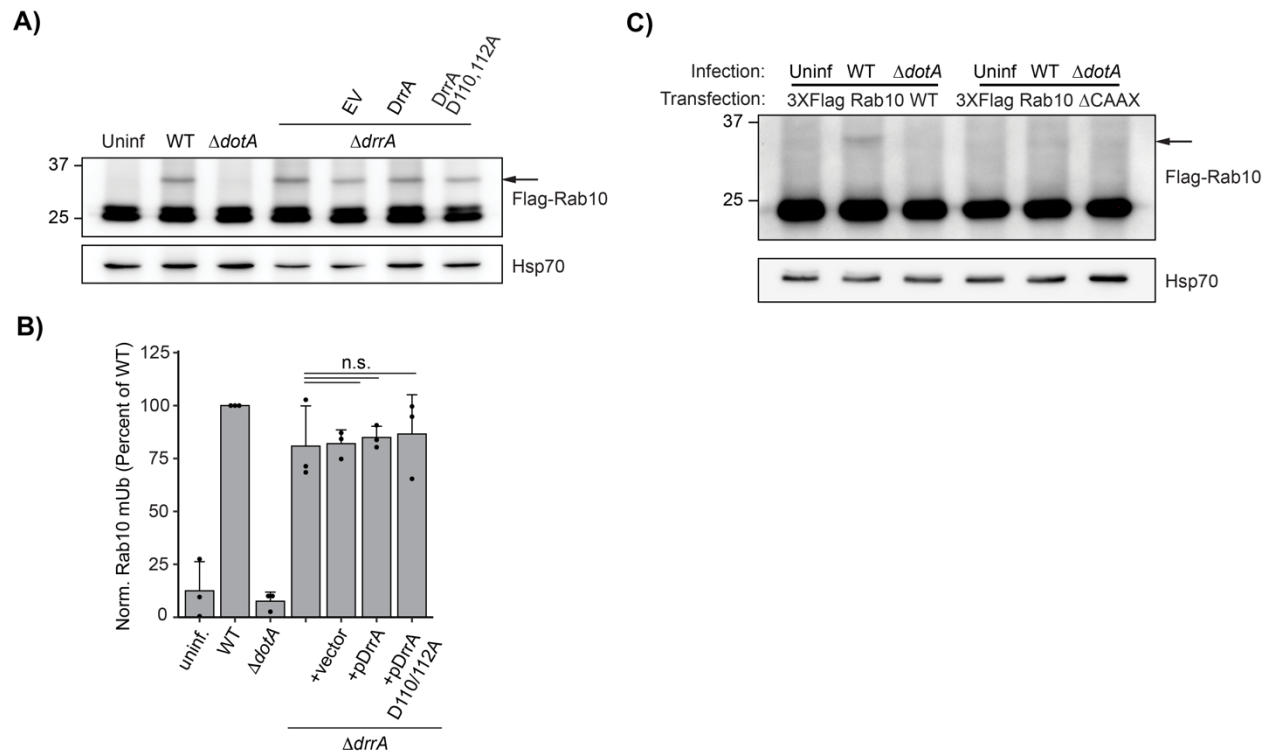 A)
EV
DrrA
DrrA
D110,112A
Uninf
WT
ΔdotA
ΔdrrA
37
25
Flag-Rab10
Hsp70
B)
Norm. Rab10 mUb (Percent of WT)
125
100
75
50
25
0
n.s.
uninf.
WT
ΔdotA
+vector
+pDrrA
+pDrrA
D110/112A
ΔdrrA
C)
Infection: Uninf WT ΔdotA Uninf WT ΔdotA
Transfection: 3XFlag Rab10 WT 3XFlag Rab10 ΔCAAX
37
25
Flag-Rab10
Hsp70